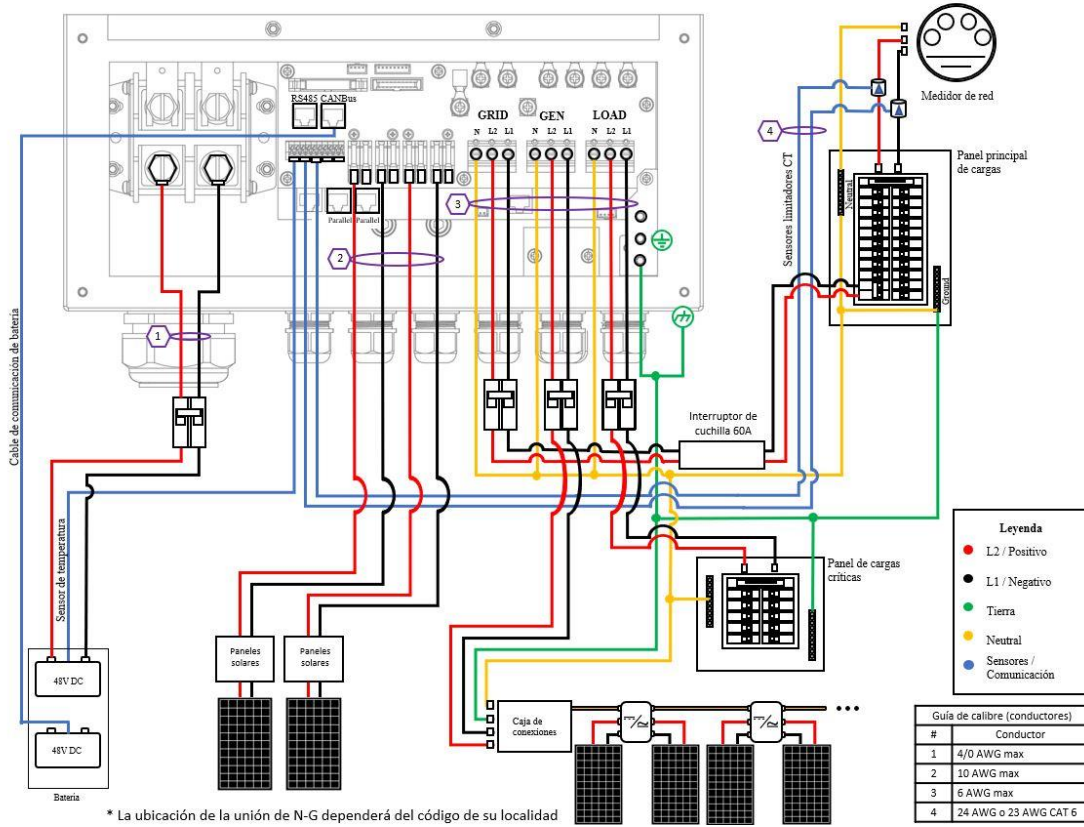 RS485 CANBus
GRID
GEN
LOAD
N L2 L1
N L2 L1
N L2 L1
Parallel Parallel
1
2
3
4
Medidor de red
Panel principal
de cargas
Neutral
Ground
Sensores limitadores CT
Cable de comunicación de batería
Sensor de temperatura
Interruptor de
cuchilla 60A
Panel de cargas
críticas
Paneles
solares
Paneles
solares
48V DC
48V DC
Batería
Caja de
conexiones
Leyenda
L2 / Positivo
L1 / Negativo
Tierra
Neutral
Sensores /
Comunicación
Guía de calibre (conductores)
# Conductor
1 4/0 AWG max
2 10 AWG max
3 6 AWG max
4 24 AWG o 23 AWG CAT 6
* La ubicación de la unión de N-G dependerá del código de su localidad